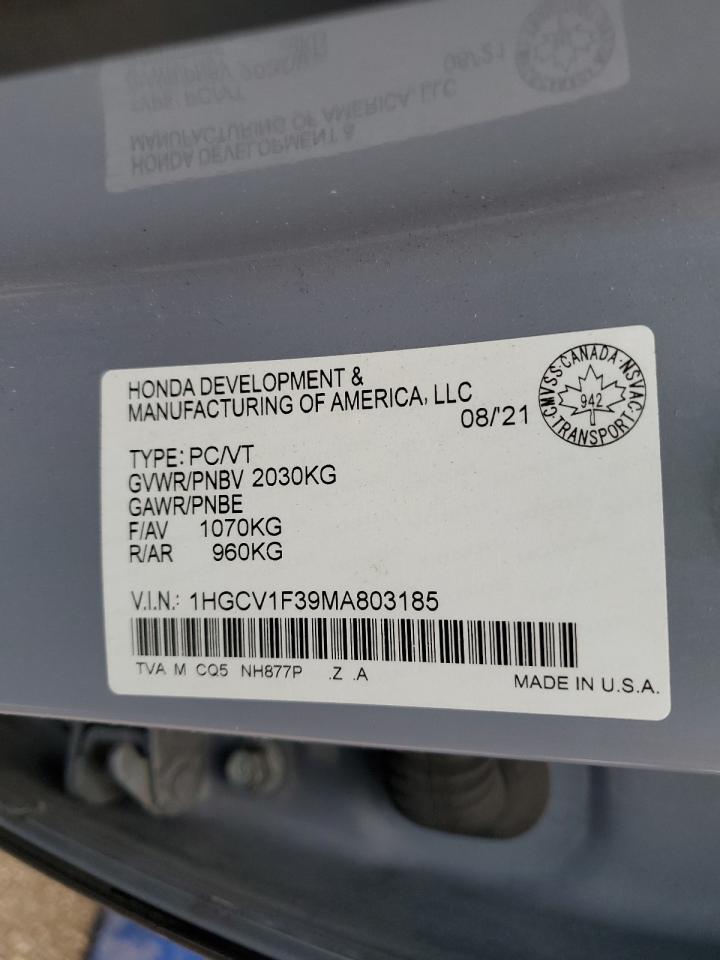 HONDA DEVELOPMENT &
MANUFACTURING OF AMERICA, LLC
08/'21
CMVSS·CANADA·NSVAC·
942
TRANSPORT
TYPE: PC/VT
GVWR/PNBV 2030KG
GAWR/PNBE
F/AV 1070KG
R/AR 960KG
V.I.N.: 1HGCV1F39MA803185
TVA M CQ5 NH877P .Z .A
MADE IN U.S.A.